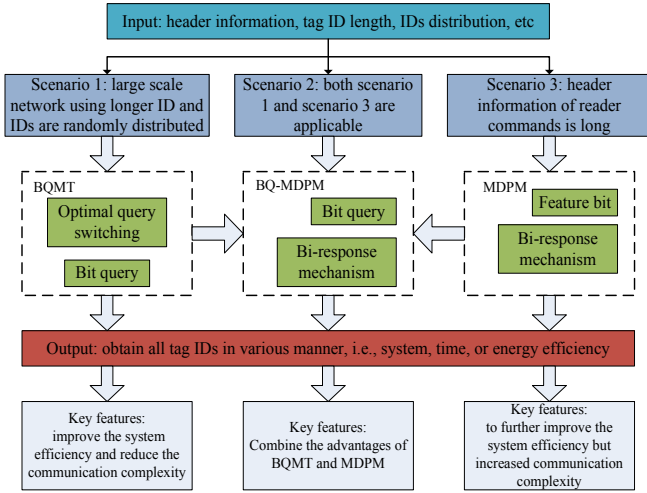 Input: header information, tag ID length, IDs distribution, etc
Scenario 1: large scale
network using longer ID and
IDs are randomly distributed
Scenario 2: both scenario
1 and scenario 3 are
applicable
Scenario 3: header
information of reader
commands is long
BQMT
Optimal query
switching
Bit query
BQ-MDPM
Bit query
Bi-response
mechanism
MDPM
Feature bit
Bi-response
mechanism
Output: obtain all tag IDs in various manner, i.e., system, time, or energy efficiency
Key features:
improve the system
efficiency and reduce the
communication complexity
Key features:
Combine the advantages of
BQMT and MDPM
Key features:
to further improve the
system efficiency but
increased communication
complexity